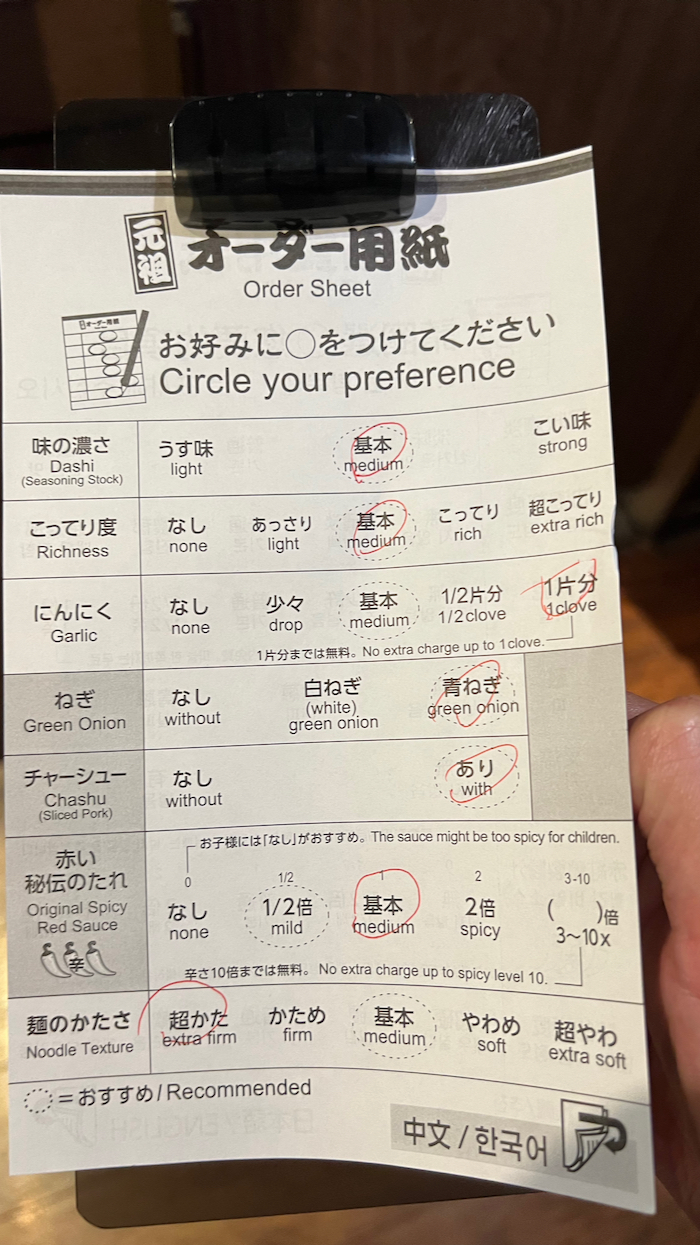 元祖 オーダー用紙
Order Sheet
お好みに○をつけてください
Circle your preference
味の濃さ
Dashi
(Seasoning Stock)
うす味
light
基本
medium
こい味
strong
こってり度
Richness
なし
none
あっさり
light
基本
medium
こってり
rich
超こってり
extra rich
にんにく
Garlic
なし
none
少々
drop
基本
medium
1/2片分
1/2clove
1片分
1clove
1片分までは無料。No extra charge up to 1clove.
ねぎ
Green Onion
なし
without
白ねぎ
(white)
green onion
青ねぎ
green onion
チャーシュー
Chashu
(Sliced Pork)
なし
without
あり
with
赤い
秘伝のたれ
Original Spicy
Red Sauce
辛
お子様には「なし」がおすすめ。The sauce might be too spicy for children.
0
なし
none
1/2
1/2倍
mild
1
基本
medium
2
2倍
spicy
3-10
( )倍
3〜10x
辛さ10倍までは無料。No extra charge up to spicy level 10.
麺のかたさ
Noodle Texture
超かた
extra firm
かため
firm
基本
medium
やわめ
soft
超やわ
extra soft
=おすすめ/Recommended
中文/한국어